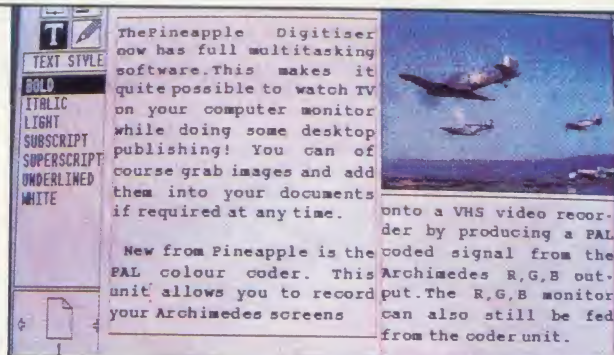 T
TEXT STYLE
BOLD
ITALIC
LIGHT
SUBSCRIPT
SUPERSCRIPT
UNDERLINED
WHITE
1
ThePineapple Digitiser
now has full multitasking
software.This makes it
quite possible to watch TV
on your computer monitor
while doing some desktop
publishing! You can of
course grab images and add
them into your documents
if required at any time.
New from Pineapple is the
PAL colour coder. This
unit allows you to record
your Archimedes screens
onto a VHS video recor-
der by producing a PAL
coded signal from the
Archimedes R,G,B out-
put.The R,G,B monitor
can also still be fed
from the coder unit.